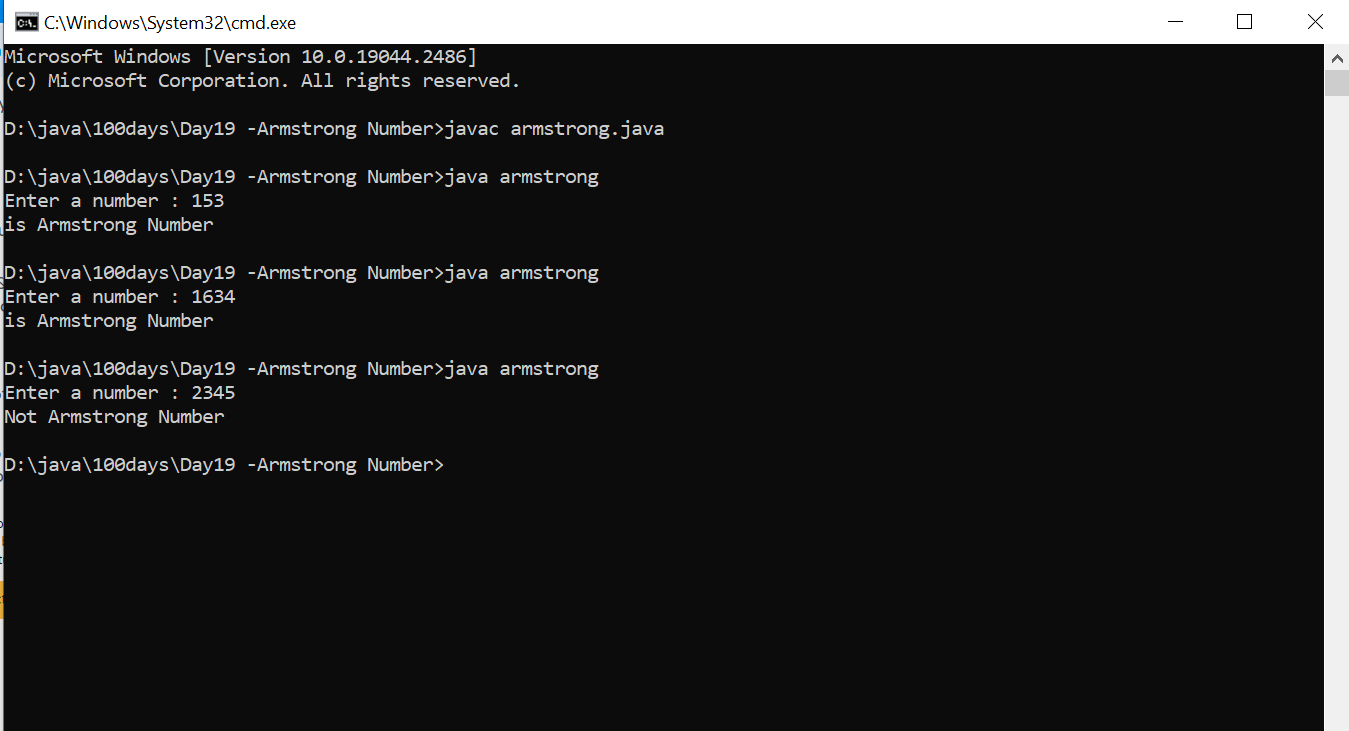 C:\Windows\System32\cmd.exe
Microsoft Windows [Version 10.0.19044.2486]
(c) Microsoft Corporation. All rights reserved.
D:\java\100days\Day19 -Armstrong Number>javac armstrong.java
D:\java\100days\Day19 -Armstrong Number>java armstrong
Enter a number : 153
is Armstrong Number
D:\java\100days\Day19 -Armstrong Number>java armstrong
Enter a number : 1634
is Armstrong Number
D:\java\100days\Day19 -Armstrong Number>java armstrong
Enter a number : 2345
Not Armstrong Number
D:\java\100days\Day19 -Armstrong Number>